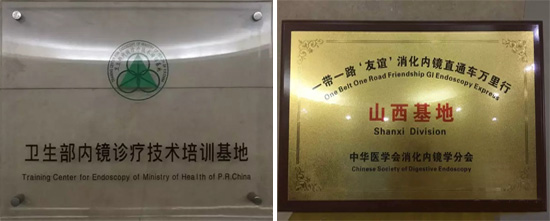 卫生部内镜诊疗技术培训基地
Training Center for Endoscopy of Ministry of Health of P.R.China
一带一路‘友谊’消化内镜直通车万里行
One Belt One Road Friendship GI Endoscopy Express
山西基地
Shanxi Division
中华医学会消化内镜学分会
Chinese Society of Digestive Endoscopy